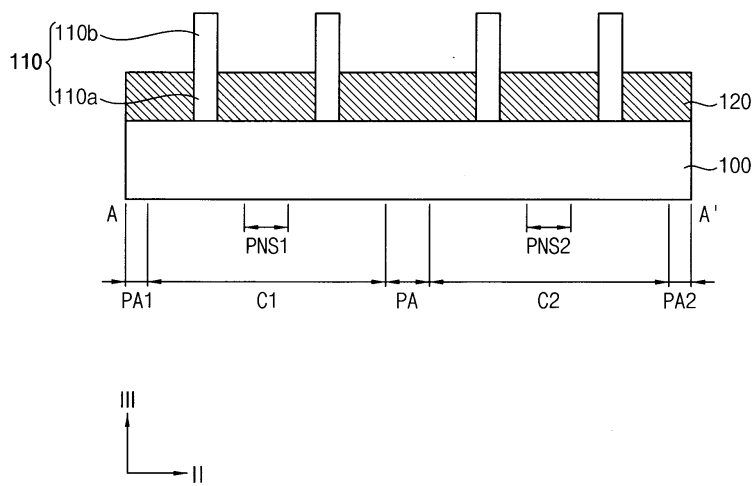 110b
110
110a
120
100
A
A'
PNS1
PNS2
PA1
C1
PA
C2
PA2
III
II